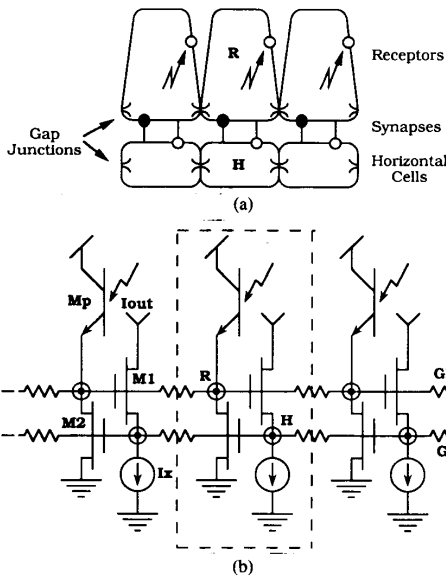 R
Receptors
Gap
Junctions
Synapses
H
Horizontal
Cells
(a)
Mp
Iout
M1
R
G
M2
H
G
Ix
(b)